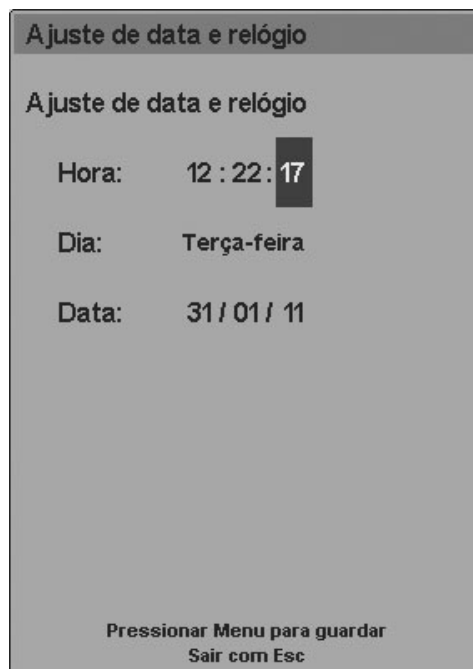 Ajuste de data e relógio
Ajuste de data e relógio
Hora: 12 : 22 : 17
Dia: Terça-feira
Data: 31 / 01 / 11
Pressionar Menu para guardar
Sair com Esc